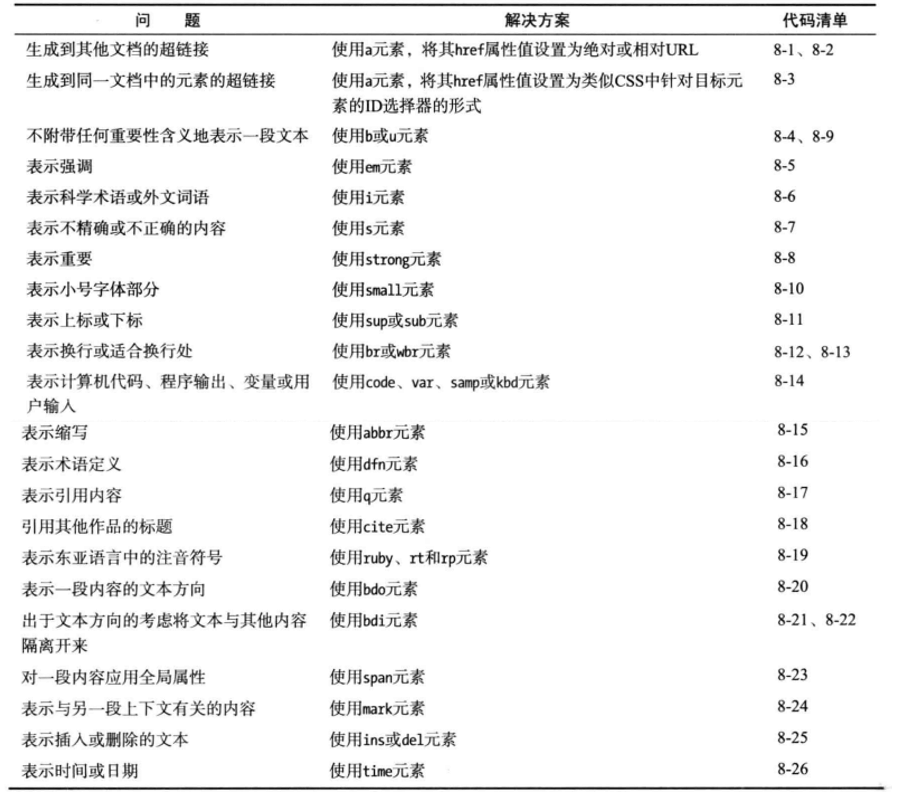 问 题 解决方案 代码清单
生成到其他文档的超链接 使用a元素，将其href属性值设置为绝对或相对URL 8-1、8-2
生成到同一文档中的元素的超链接 使用a元素，将其href属性值设置为类似CSS中针对目标元 8-3
素的ID选择器的形式
不附带任何重要性含义地表示一段文本 使用b或u元素 8-4、8-9
表示强调 使用em元素 8-5
表示科学术语或外文词语 使用i元素 8-6
表示不精确或不正确的内容 使用s元素 8-7
表示重要 使用strong元素 8-8
表示小号字体部分 使用small元素 8-10
表示上标或下标 使用sup或sub元素 8-11
表示换行或适合换行处 使用br或wbr元素 8-12、8-13
表示计算机代码、程序输出、变量或用 使用code、var、samp或kbd元素 8-14
户输入
表示缩写 使用abbr元素 8-15
表示术语定义 使用dfn元素 8-16
表示引用内容 使用q元素 8-17
引用其他作品的标题 使用cite元素 8-18
表示东亚语言中的注音符号 使用ruby、rt和rp元素 8-19
表示一段内容的文本方向 使用bdo元素 8-20
出于文本方向的考虑将文本与其他内容 使用bdi元素 8-21、8-22
隔离开来
对一段内容应用全局属性 使用span元素 8-23
表示与另一段上下文有关的内容 使用mark元素 8-24
表示插入或删除的文本 使用ins或del元素 8-25
表示时间或日期 使用time元素 8-26